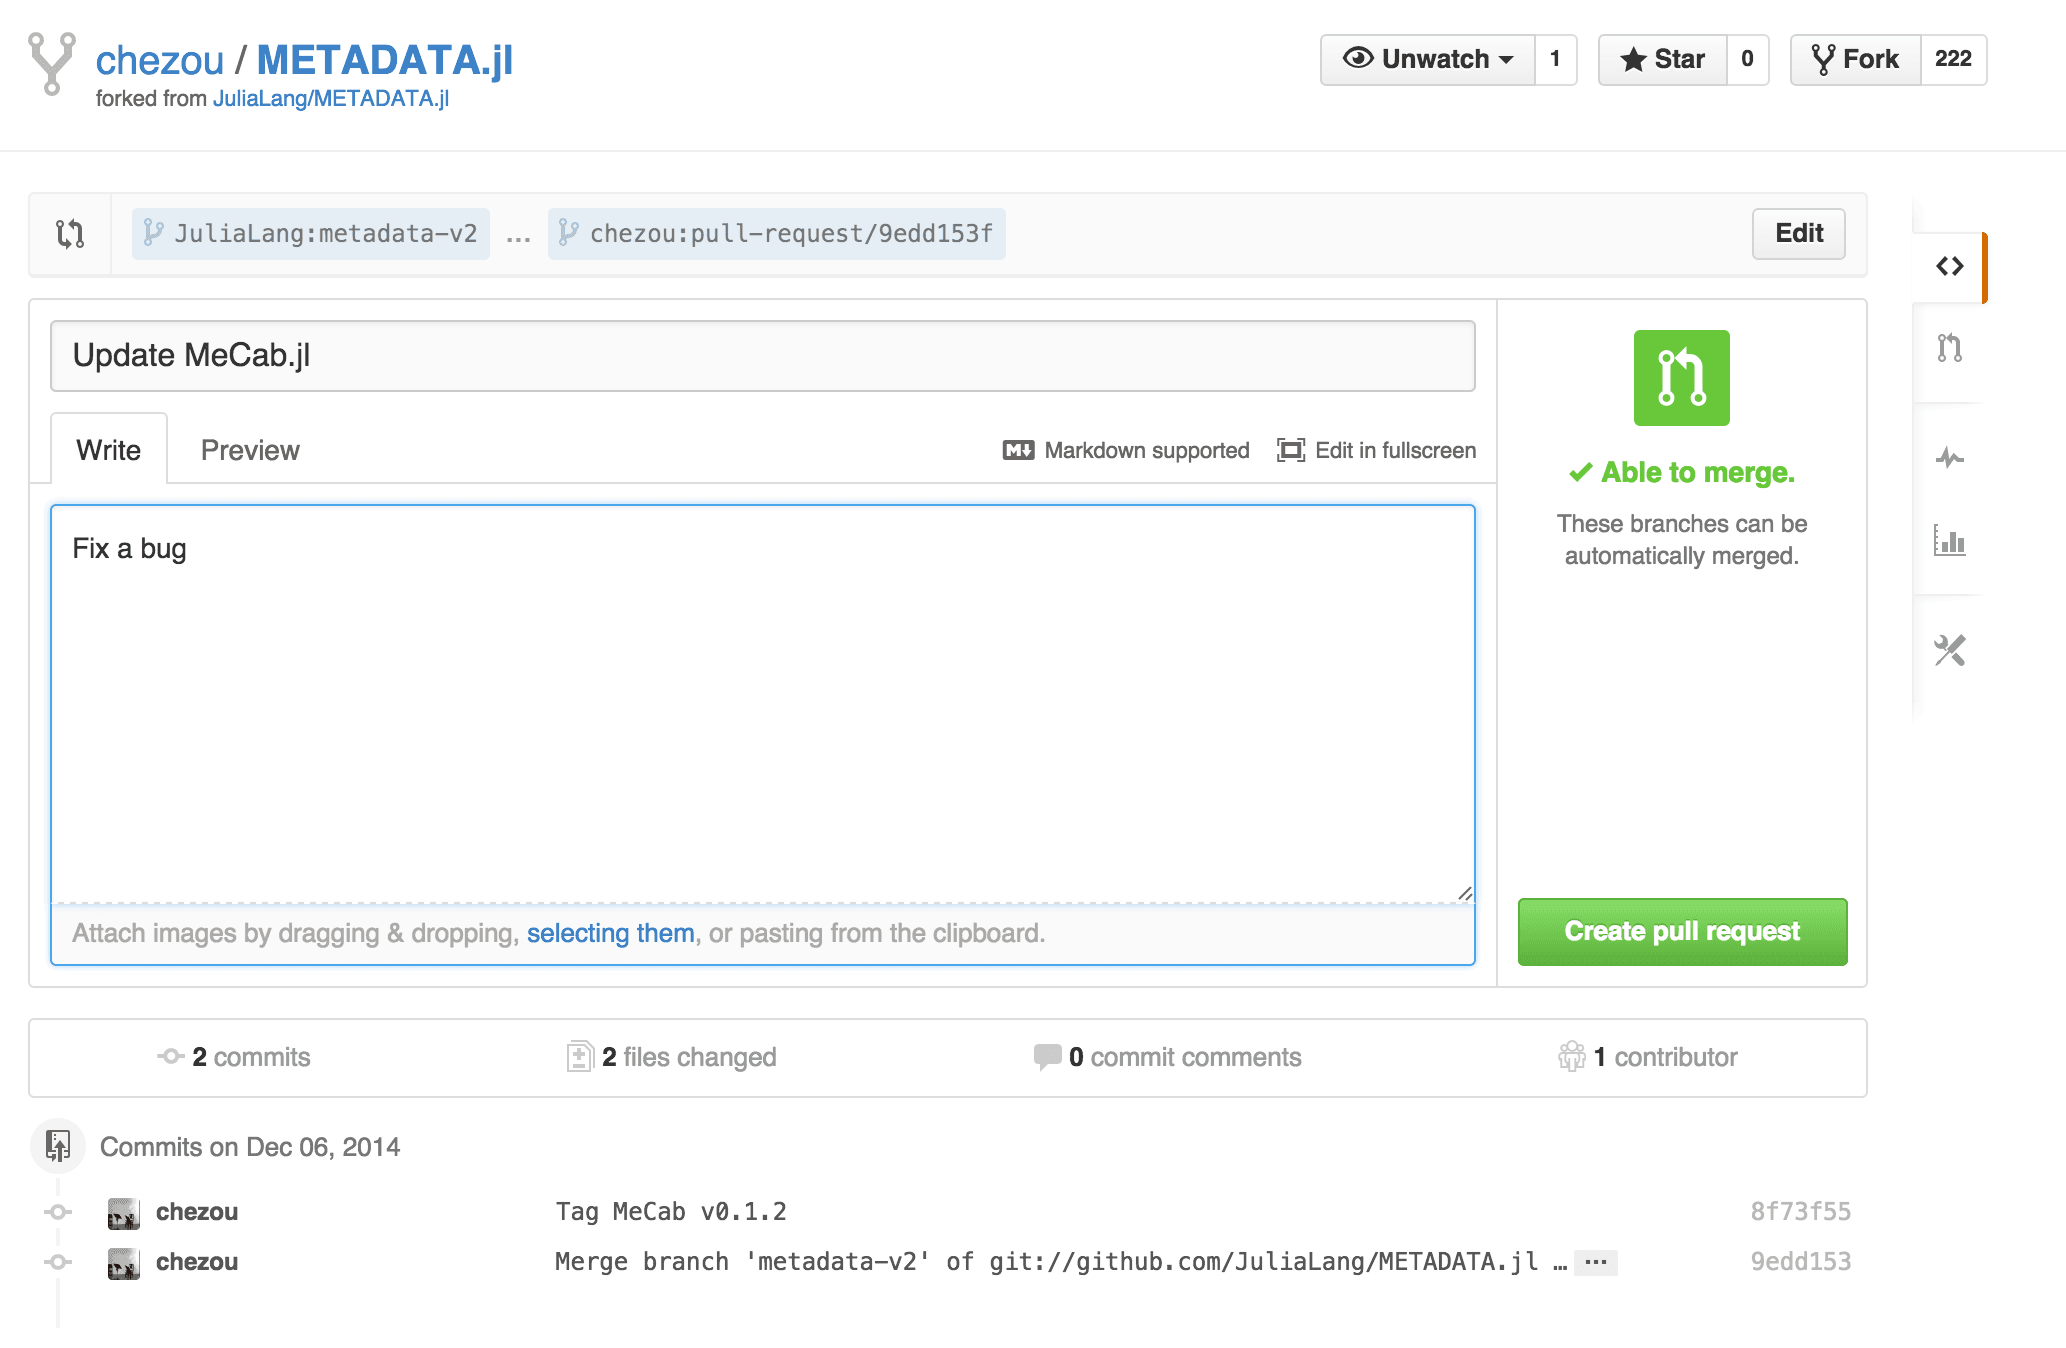 chezou / METADATA.jl
forked from JuliaLang/METADATA.jl
Unwatch 1 Star 0 Fork 222
JuliaLang:metadata-v2 ... chezou:pull-request/9edd153f Edit
Update MeCab.jl
Write Preview Markdown supported Edit in fullscreen
Fix a bug
Attach images by dragging & dropping, selecting them, or pasting from the clipboard.
Able to merge.
These branches can be
automatically merged.
Create pull request
2 commits 2 files changed 0 commit comments 1 contributor
Commits on Dec 06, 2014
chezou Tag MeCab v0.1.2 8f73f55
chezou Merge branch 'metadata-v2' of git://github.com/JuliaLang/METADATA.jl … ... 9edd153